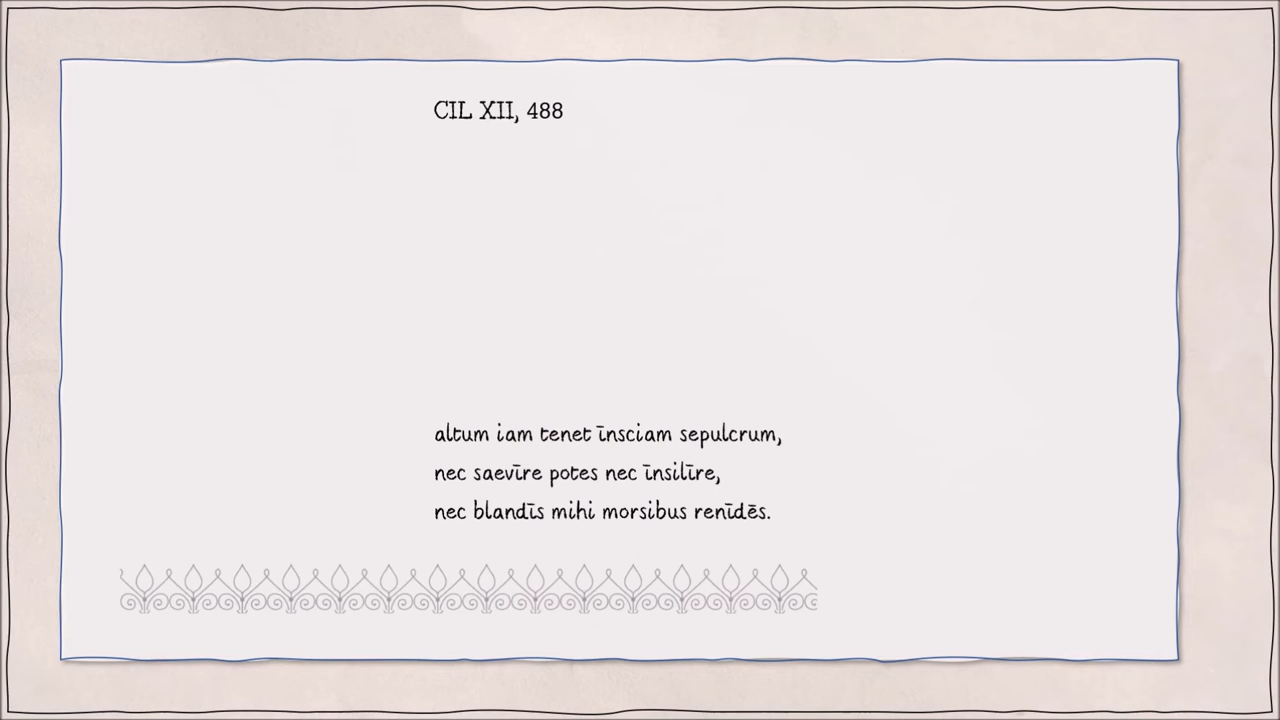 CIL XII, 488
altum iam tenet īnsciam sepulcrum,
nec saevīre potes nec īnsilīre,
nec blandīs mihi morsibus renīdēs.